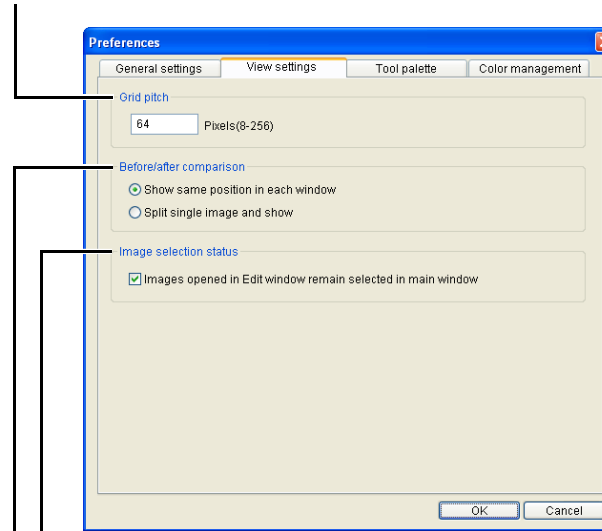 Preferences
General settings View settings Tool palette Color management
Grid pitch
64 Pixels(8-256)
Before/after comparison
Show same position in each window
Split single image and show
Image selection status
Images opened in Edit window remain selected in main window
OK Cancel